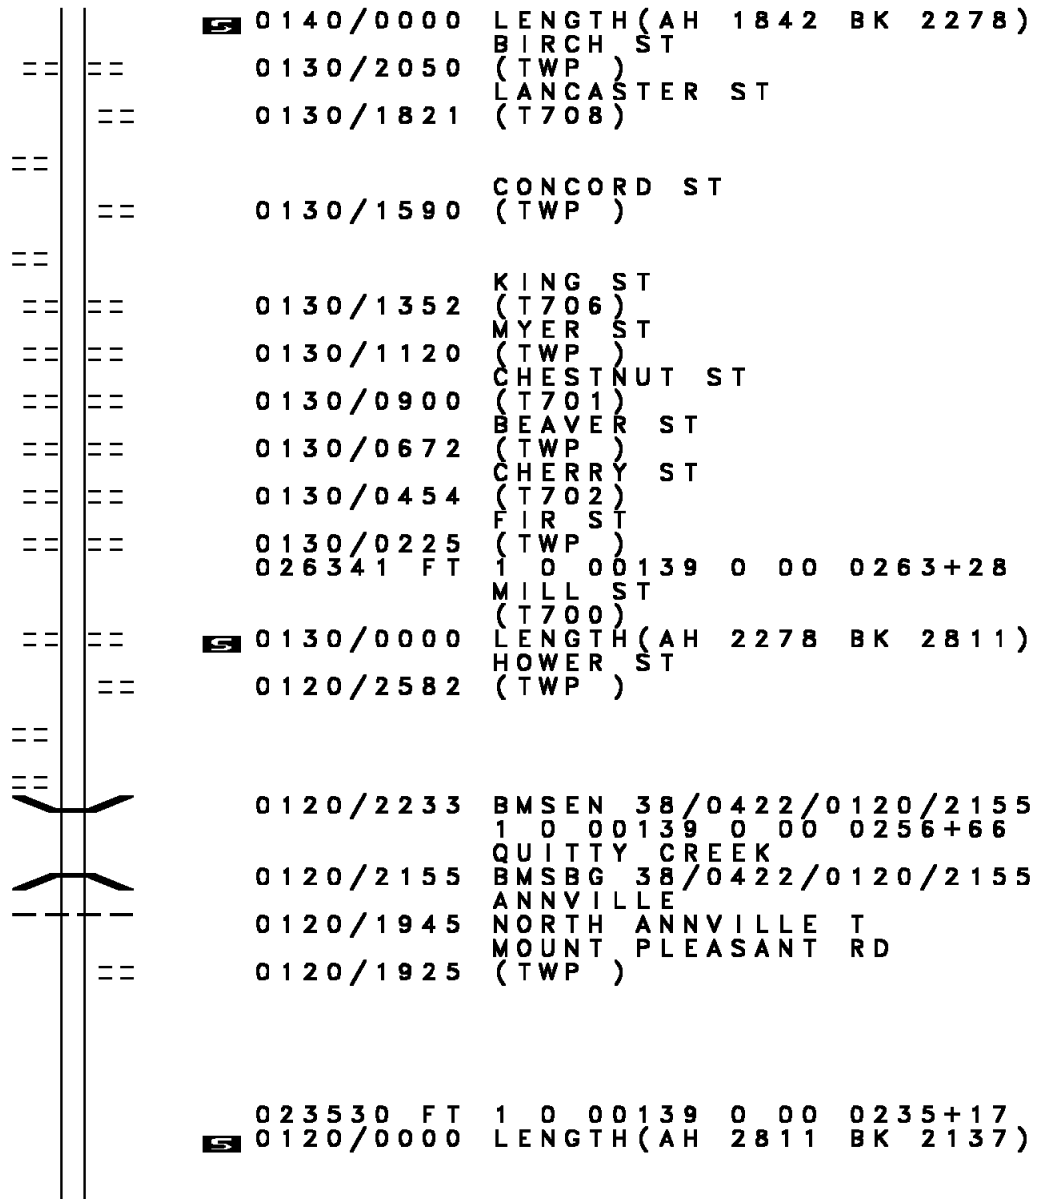 S 0140/0000 LENGTH(AH 1842 BK 2278)
BIRCH ST
0130/2050 (TWP )
LANCASTER ST
0130/1821 (T708)
CONCORD ST
0130/1590 (TWP )
KING ST
0130/1352 (T706)
MYER ST
0130/1120 (TWP )
CHESTNUT ST
0130/0900 (T701)
BEAVER ST
0130/0672 (TWP )
CHERRY ST
0130/0454 (T702)
FIR ST
0130/0225 (TWP )
026341 FT 1 0 00139 0 00 0263+28
MILL ST
(T700)
S 0130/0000 LENGTH(AH 2278 BK 2811)
HOWER ST
0120/2582 (TWP )
0120/2233 BMSEN 38/0422/0120/2155
1 0 00139 0 00 0256+66
QUITTY CREEK
0120/2155 BMSBG 38/0422/0120/2155
ANNVILLE
0120/1945 NORTH ANNVILLE T
MOUNT PLEASANT RD
0120/1925 (TWP )
023530 FT 1 0 00139 0 00 0235+17
S 0120/0000 LENGTH(AH 2811 BK 2137)